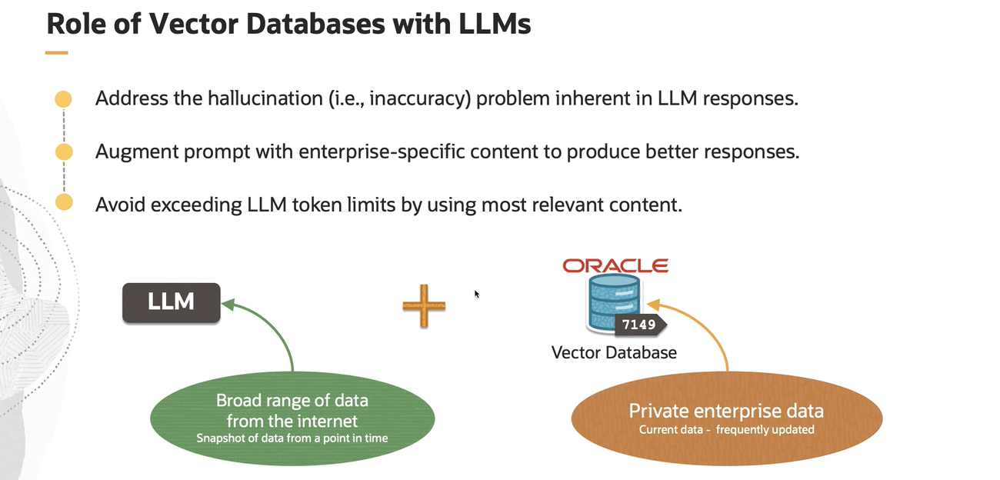 Role of Vector Databases with LLMs
Address the hallucination (i.e., inaccuracy) problem inherent in LLM responses.
Augment prompt with enterprise-specific content to produce better responses.
Avoid exceeding LLM token limits by using most relevant content.
ORACLE
LLM
7149
Vector Database
Broad range of data
from the internet
Snapshot of data from a point in time
Private enterprise data
Current data - frequently updated